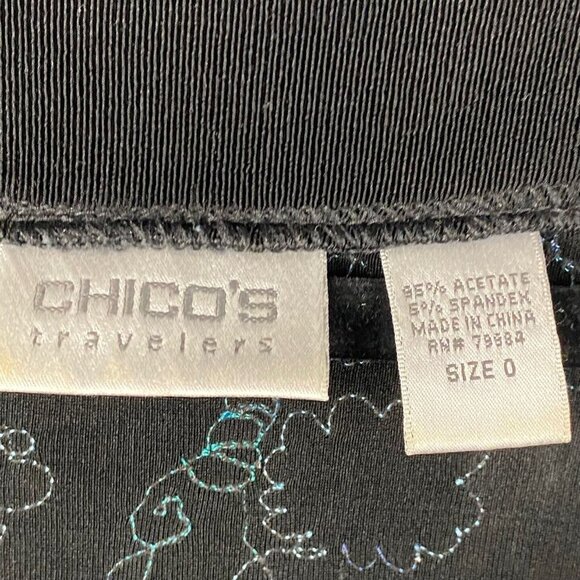 CHICO'S
travelers
95% ACETATE
5% SPANDEX
MADE IN CHINA
RN# 79984
SIZE 0